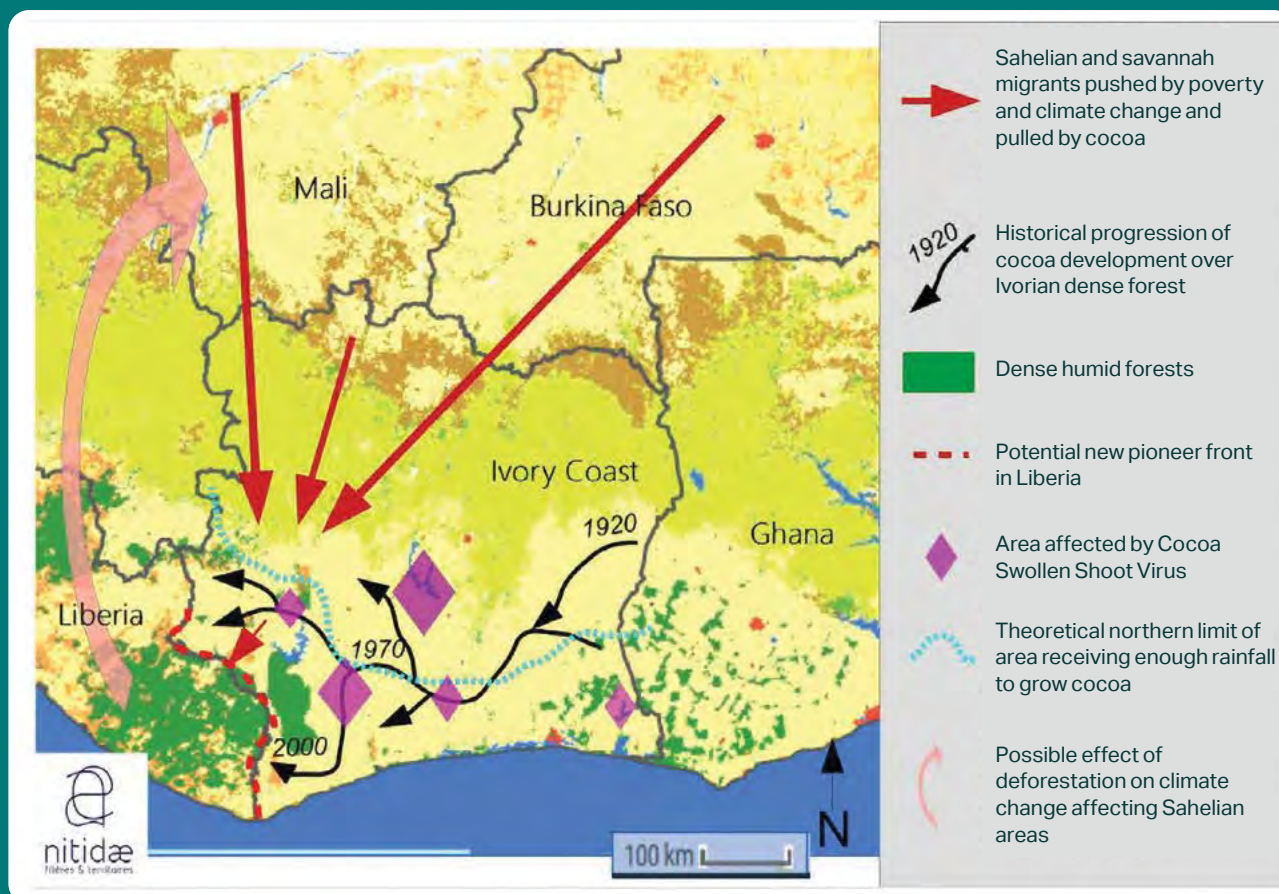 Mali
Burkina Faso
Ivory Coast
Ghana
Liberia
1920
1970
2000
nitidæ
filières & territoires
100 km
N
Sahelian and savannah
migrants pushed by poverty
and climate change and
pulled by cocoa
1920
Historical progression of
cocoa development over
Ivorian dense forest
Dense humid forests
Potential new pioneer front
in Liberia
Area affected by Cocoa
Swollen Shoot Virus
Theoretical northern limit of
area receiving enough rainfall
to grow cocoa
Possible effect of
deforestation on climate
change affecting Sahelian
areas